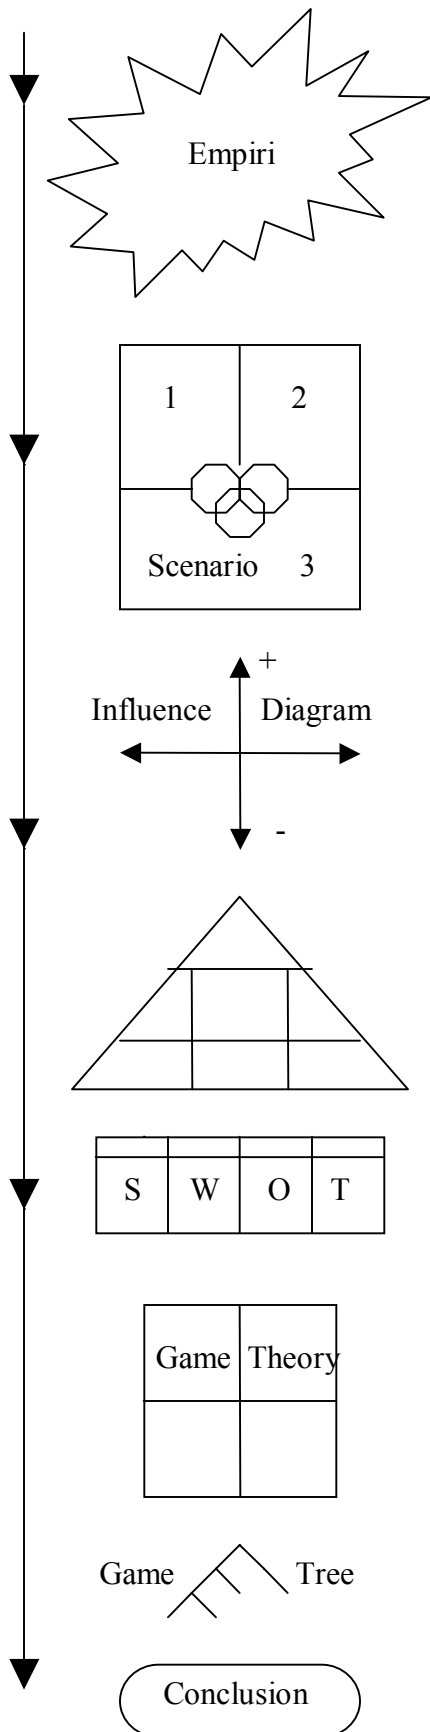 Empiri
1 2
Scenario 3
+
Influence Diagram
-
S W O T
Game Theory
Game Tree
Conclusion